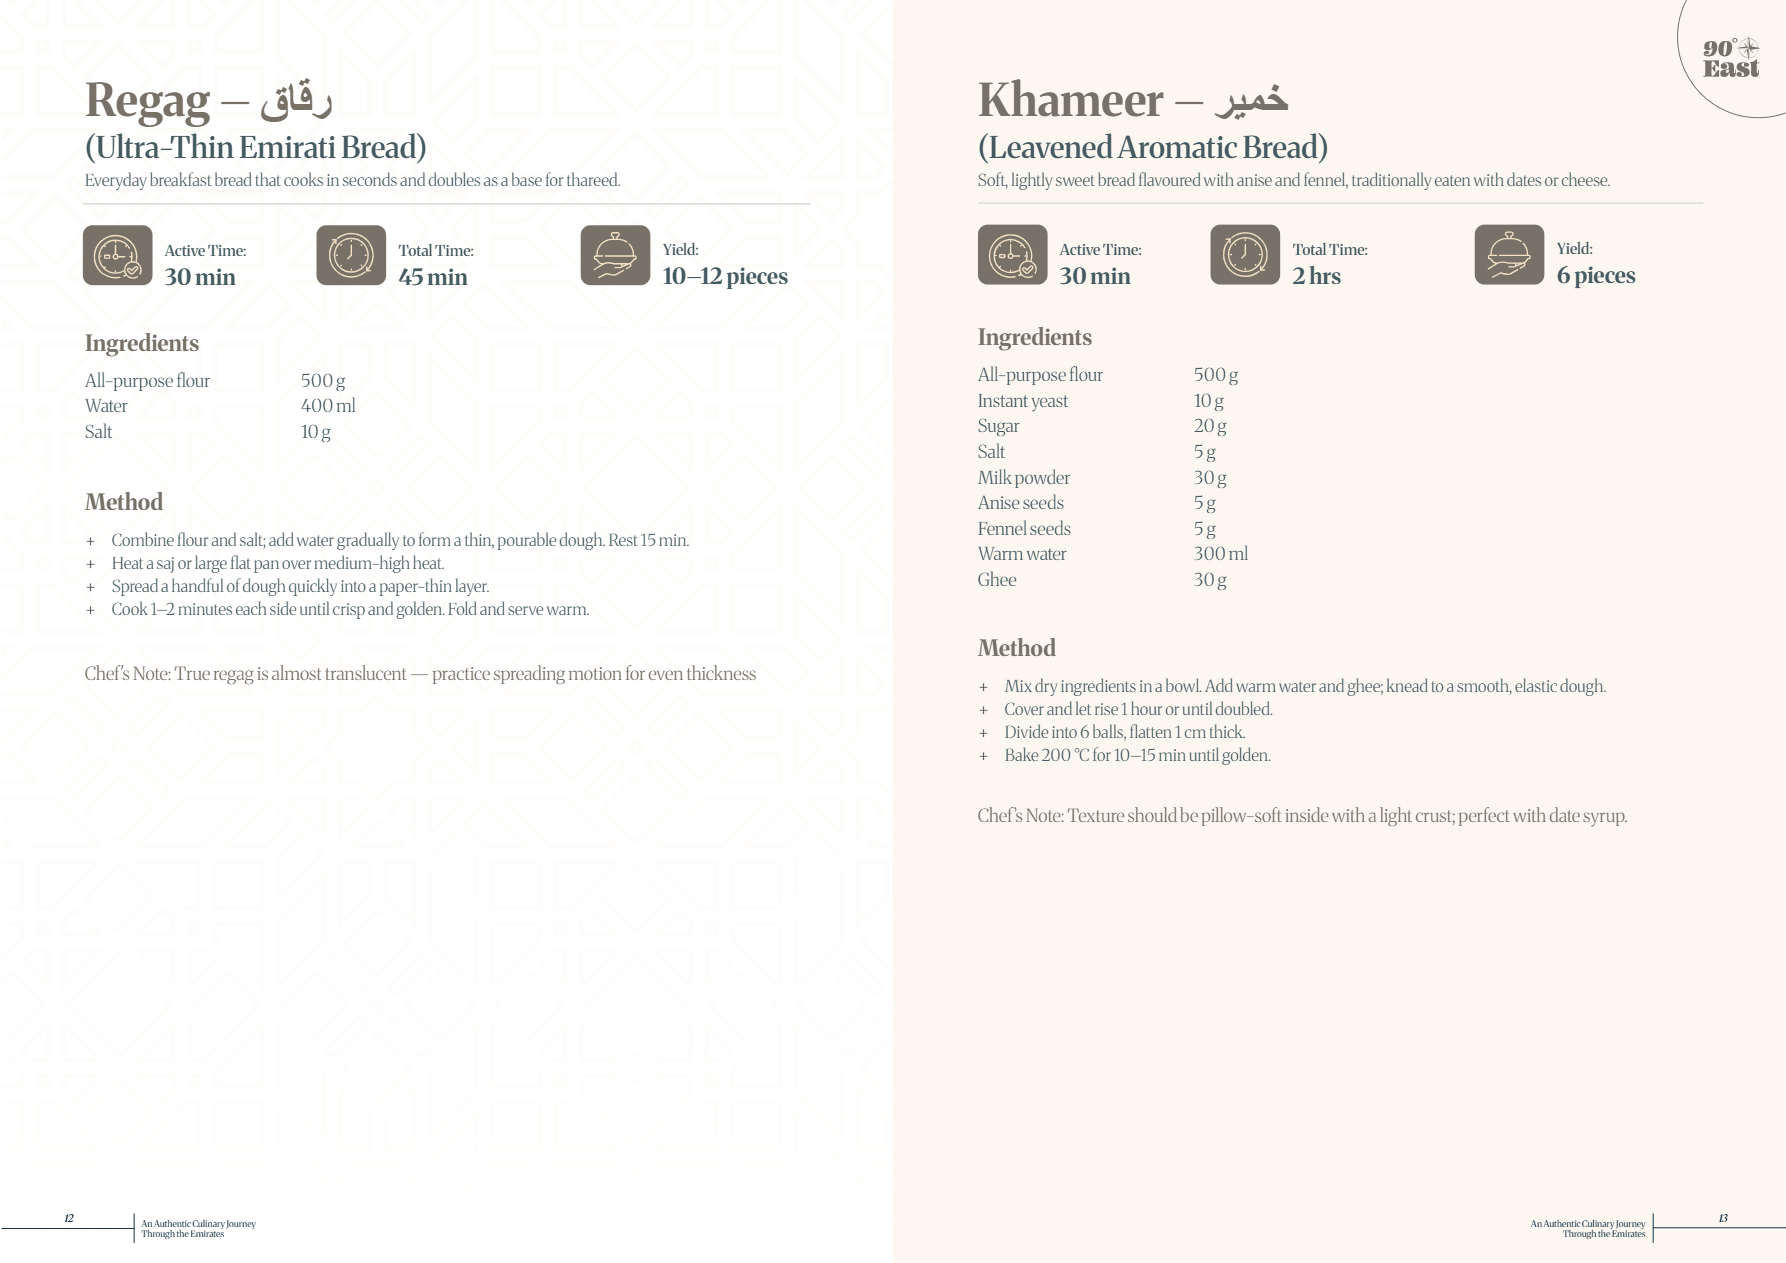 Regag – رقاق
(Ultra-Thin Emirati Bread)
Everyday breakfast bread that cooks in seconds and doubles as a base for thareed.
Active Time:
30 min
Total Time:
45 min
Yield:
10–12 pieces
Ingredients
All-purpose flour 500 g
Water 400 ml
Salt 10 g
Method
+ Combine flour and salt; add water gradually to form a thin, pourable dough. Rest 15 min.
+ Heat a saj or large flat pan over medium-high heat.
+ Spread a handful of dough quickly into a paper-thin layer.
+ Cook 1–2 minutes each side until crisp and golden. Fold and serve warm.
Chef's Note: True regag is almost translucent — practice spreading motion for even thickness
12
An Authentic Culinary Journey
Through the Emirates
90°
East
Khameer – خمير
(Leavened Aromatic Bread)
Soft, lightly sweet bread flavoured with anise and fennel, traditionally eaten with dates or cheese.
Active Time:
30 min
Total Time:
2 hrs
Yield:
6 pieces
Ingredients
All-purpose flour 500 g
Instant yeast 10 g
Sugar 20 g
Salt 5 g
Milk powder 30 g
Anise seeds 5 g
Fennel seeds 5 g
Warm water 300 ml
Ghee 30 g
Method
+ Mix dry ingredients in a bowl. Add warm water and ghee; knead to a smooth, elastic dough.
+ Cover and let rise 1 hour or until doubled.
+ Divide into 6 balls, flatten 1 cm thick.
+ Bake 200 °C for 10–15 min until golden.
Chef's Note: Texture should be pillow-soft inside with a light crust; perfect with date syrup.
An Authentic Culinary Journey
Through the Emirates
13